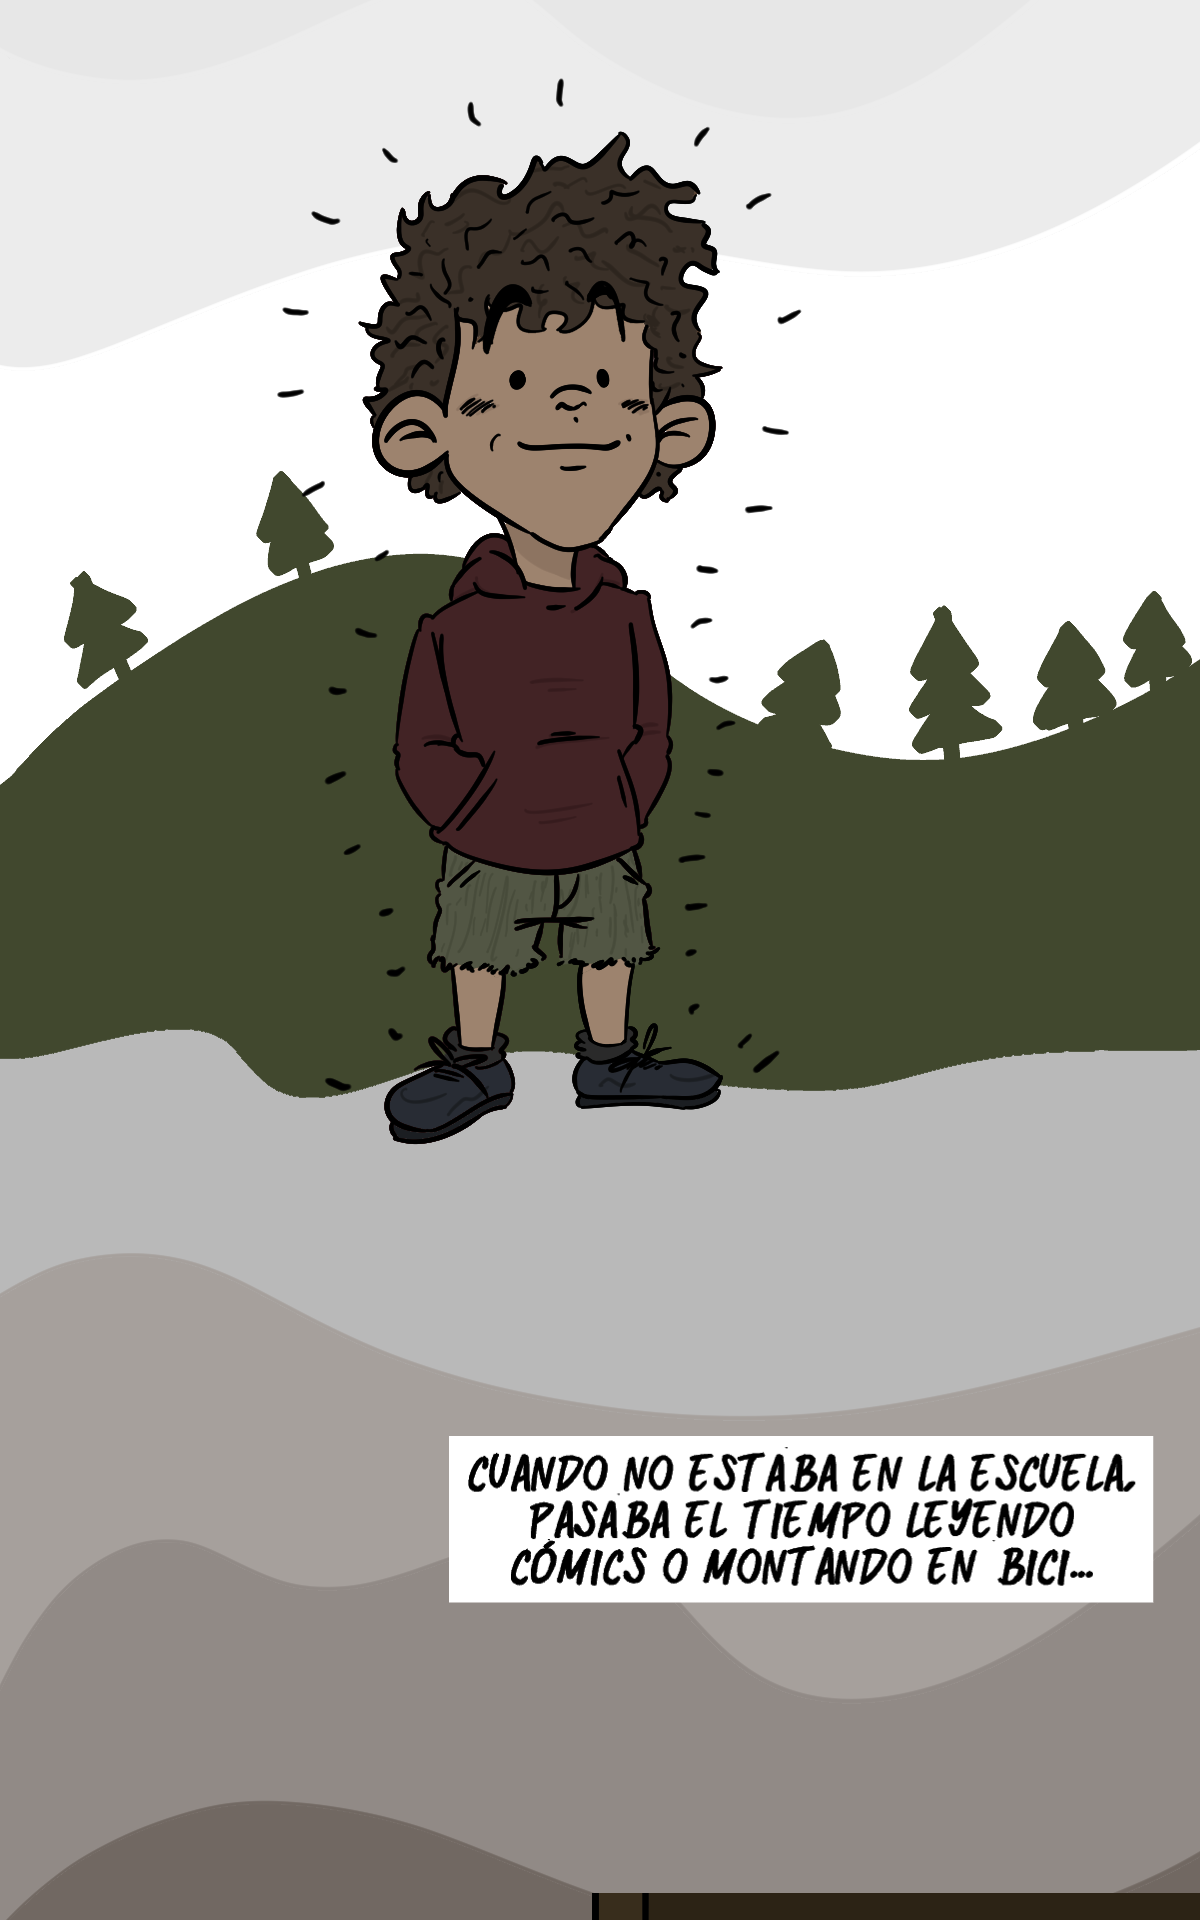 CUANDO NO ESTABA EN LA ESCUELA,
PASABA EL TIEMPO LEYENDO
CÓMICS O MONTANDO EN BICI...